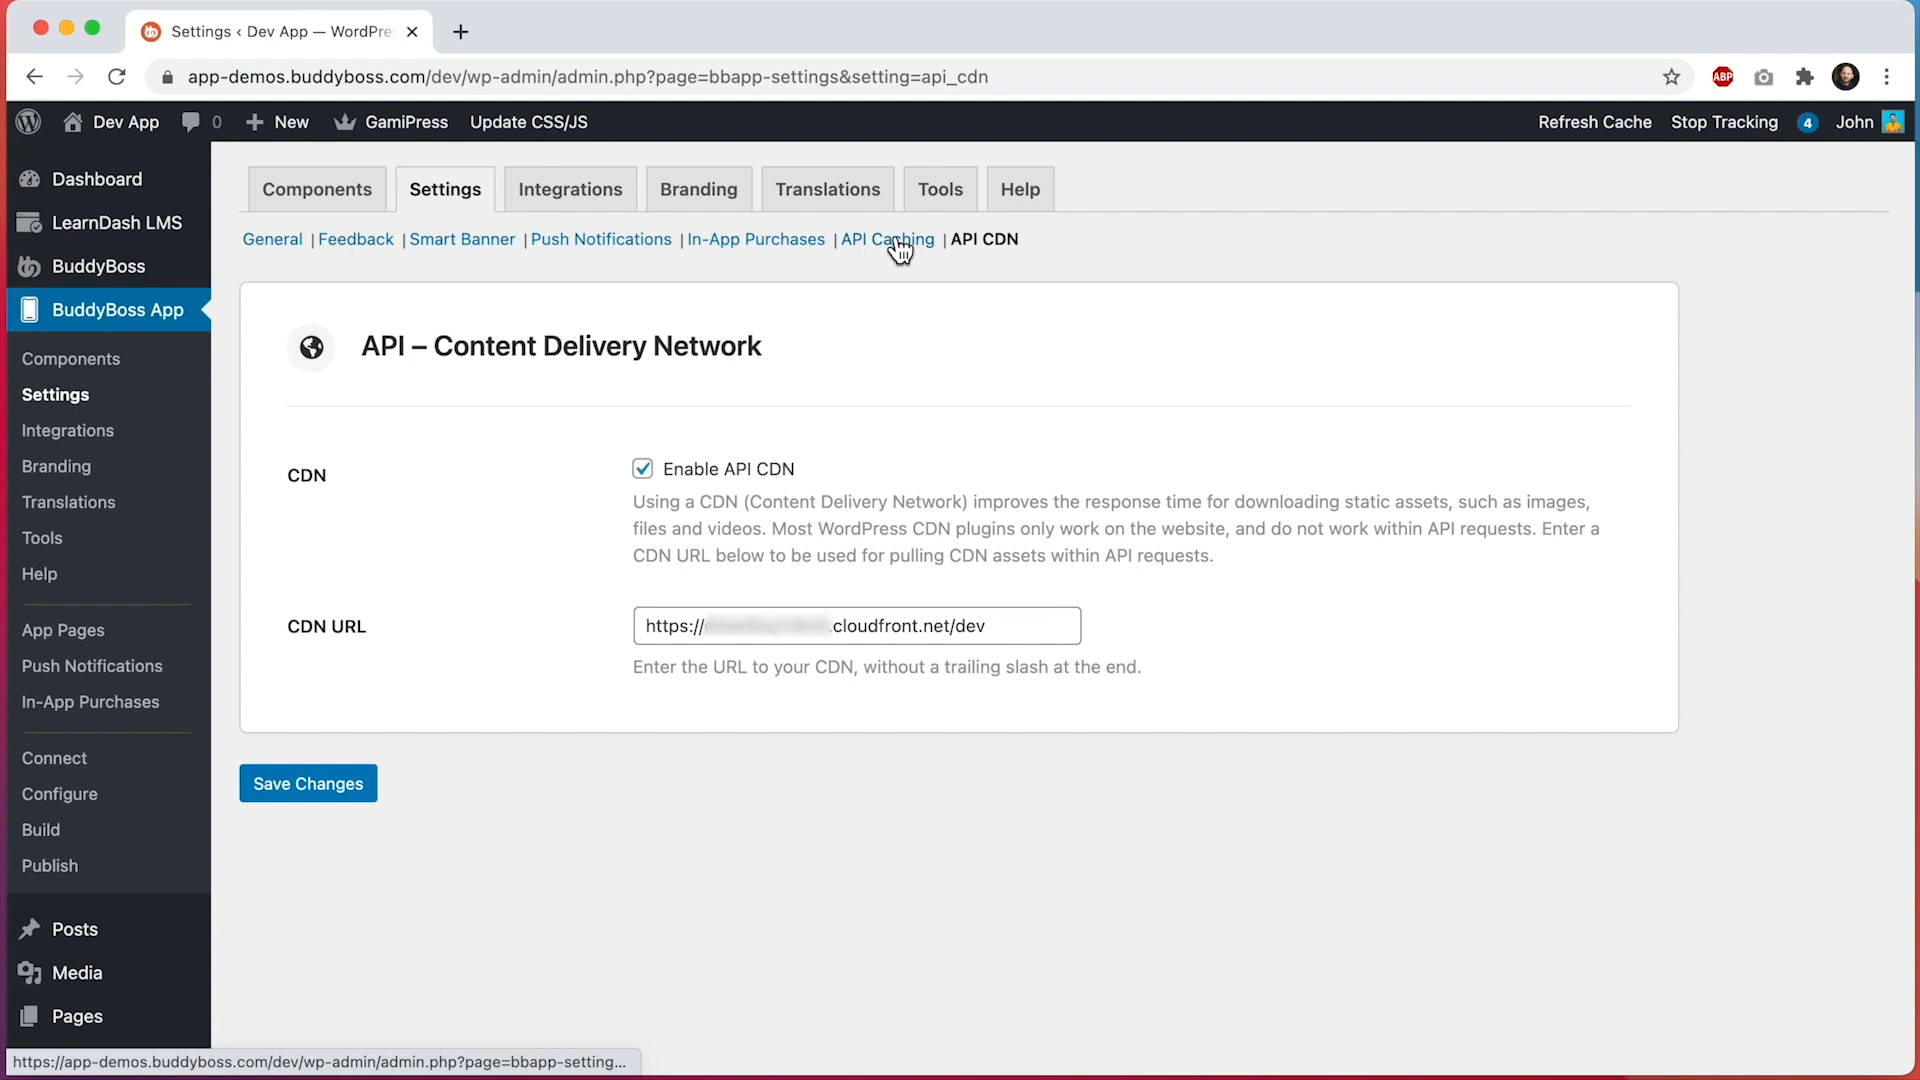 Settings ‹ Dev App — WordPre
app-demos.buddyboss.com/dev/wp-admin/admin.php?page=bbapp-settings&setting=api_cdn
ABP
Dev App 0 New GamiPress Update CSS/JS Refresh Cache Stop Tracking 4 John
Dashboard
LearnDash LMS
BuddyBoss
BuddyBoss App
Components
Settings
Integrations
Branding
Translations
Tools
Help
App Pages
Push Notifications
In-App Purchases
Connect
Configure
Build
Publish
Posts
Media
Pages
Components Settings Integrations Branding Translations Tools Help
General | Feedback | Smart Banner | Push Notifications | In-App Purchases | API Caching | API CDN
API – Content Delivery Network
CDN
Enable API CDN
Using a CDN (Content Delivery Network) improves the response time for downloading static assets, such as images,
files and videos. Most WordPress CDN plugins only work on the website, and do not work within API requests. Enter a
CDN URL below to be used for pulling CDN assets within API requests.
CDN URL
https:// .cloudfront.net/dev
Enter the URL to your CDN, without a trailing slash at the end.
Save Changes
https://app-demos.buddyboss.com/dev/wp-admin/admin.php?page=bbapp-setting...